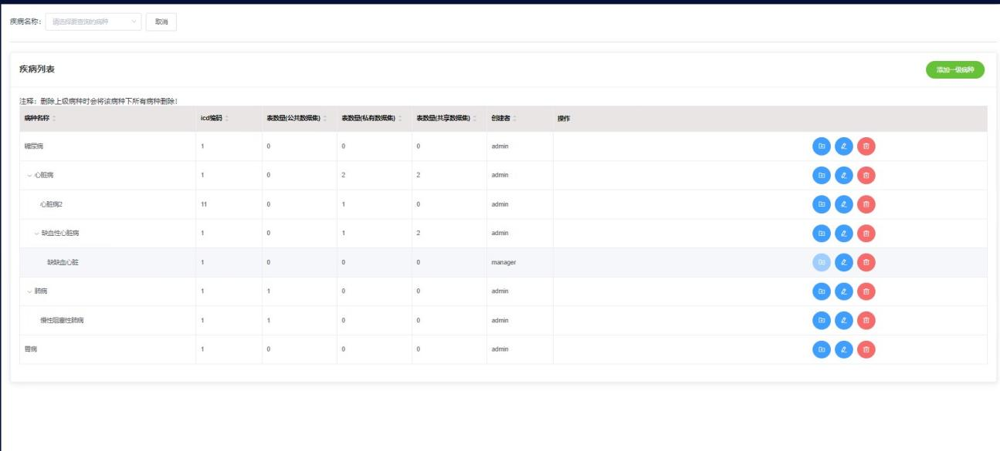 疾病名称: 请选择要查询的病种 取消
疾病列表 添加一级病种
注释：删除上级病种时会将该病种下所有病种删除!
病种名称 icd编码 表数量(公共数据集) 表数量(私有数据集) 表数量(共享数据集) 创建者 操作
糖尿病 1 0 0 0 admin
心脏病 1 0 2 2 admin
心脏病2 11 0 1 0 admin
缺血性心脏病 1 0 1 2 admin
缺缺血心脏 1 0 0 0 manager
肺病 1 1 0 0 admin
慢性阻塞性肺病 1 1 0 0 admin
胃病 1 0 0 0 admin